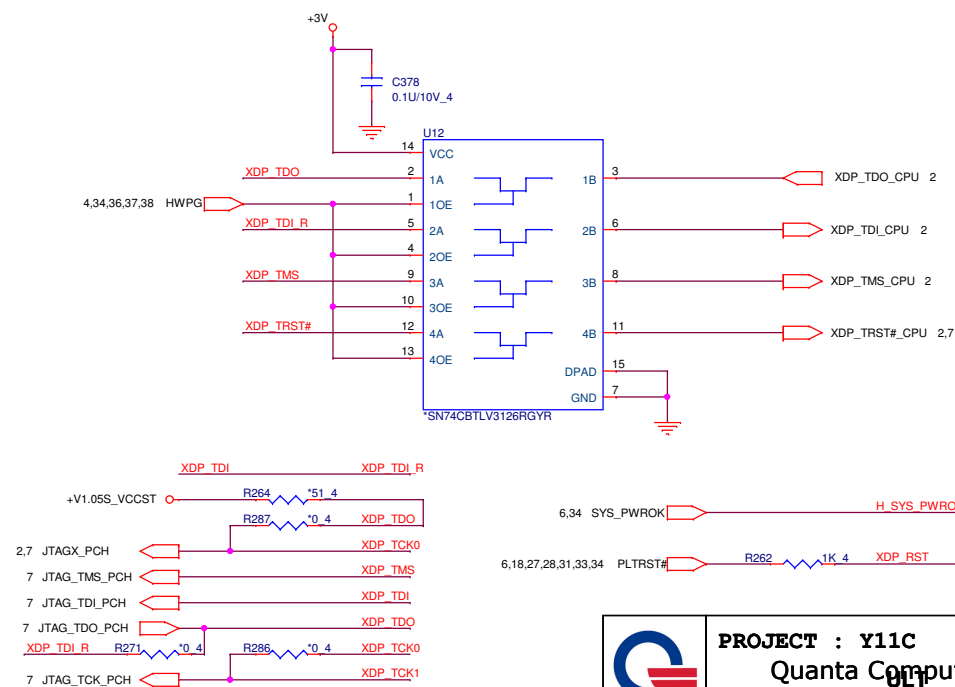 +3V
C378
0.1U/10V_4
U12
14 VCC
XDP_TDO 2 1A 1B 3 XDP_TDO_CPU 2
4,34,36,37,38 HWPG 1 1OE
XDP_TDI_R 5 2A 2B 6 XDP_TDI_CPU 2
4 2OE
XDP_TMS 9 3A 3B 8 XDP_TMS_CPU 2
10 3OE
XDP_TRST# 12 4A 4B 11 XDP_TRST#_CPU 2,7
13 4OE
DPAD 15
GND 7
*SN74CBTLV3126RGYR
XDP_TDI XDP_TDI_R
+V1.05S_VCCST R264 *51_4
R287 *0_4 XDP_TDO
2,7 JTAGX_PCH XDP_TCK0
7 JTAG_TMS_PCH XDP_TMS
7 JTAG_TDI_PCH XDP_TDI
7 JTAG_TDO_PCH XDP_TDO
XDP_TDI_R R271 *0_4 R286 *0_4 XDP_TCK0
7 JTAG_TCK_PCH XDP_TCK1
6,34 SYS_PWROK H_SYS_PWRO
6,18,27,28,31,33,34 PLTRST# R262 1K_4 XDP_RST
PROJECT : Y11C
Quanta Comput
ULT